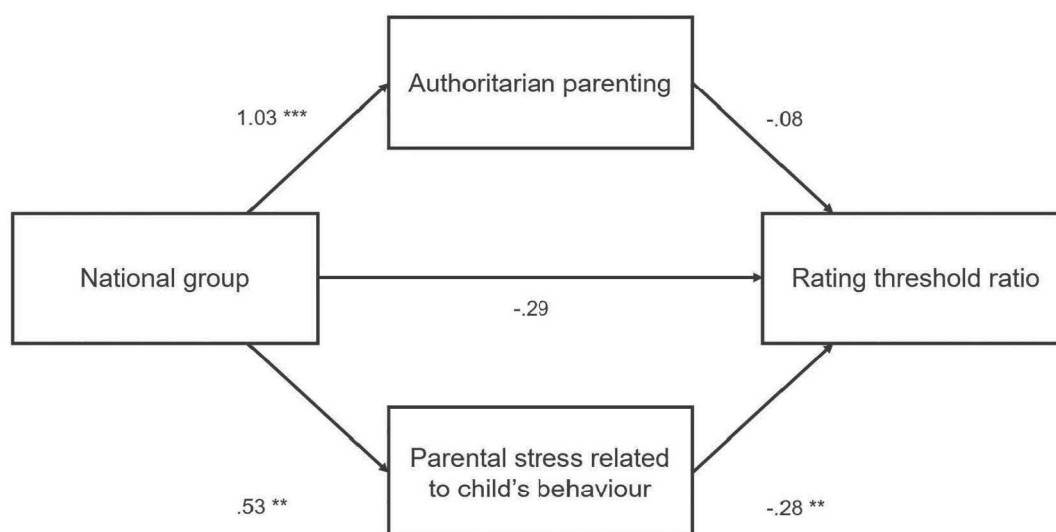 Authoritarian parenting
1.03 ***
-.08
National group
Rating threshold ratio
-.29
Parental stress related
to child’s behaviour
.53 **
-.28 **